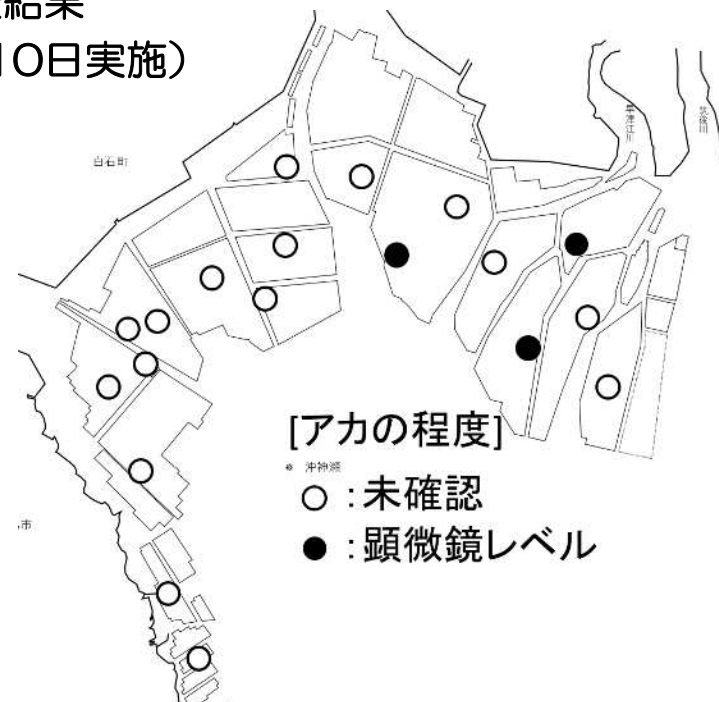 結果
10日実施）
白石町
早津江川
筑後川
[アカの程度]
沖神瀬
○：未確認
●：顕微鏡レベル
市